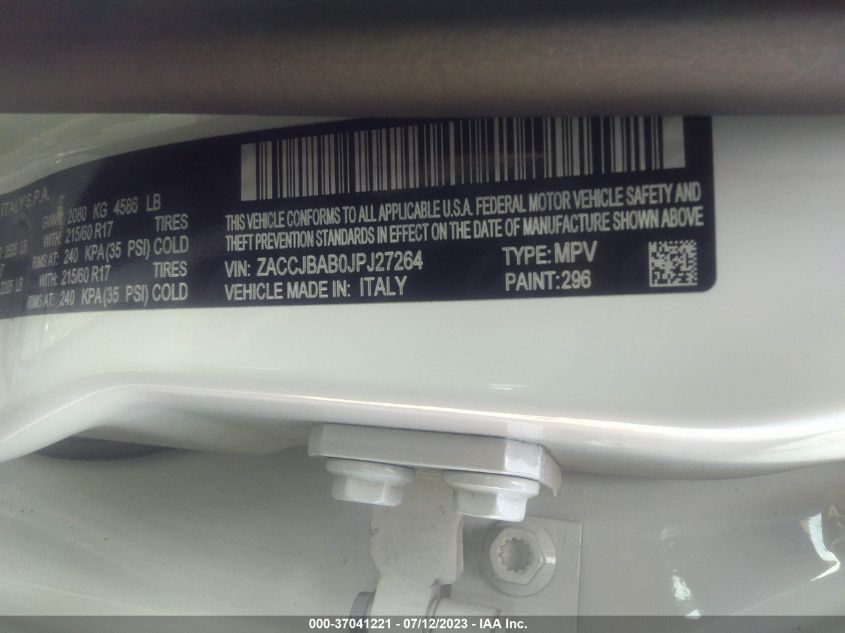 ITALY S.P.A.
GVWR: 2080 KG 4586 LB
WITH: 215/60 R17 TIRES
RIMS AT: 240 KPA(35 PSI) COLD
WITH: 215/60 R17 TIRES
2205 LB RIMS AT: 240 KPA(35 PSI) COLD
THIS VEHICLE CONFORMS TO ALL APPLICABLE U.S.A. FEDERAL MOTOR VEHICLE SAFETY AND
THEFT PREVENTION STANDARDS IN EFFECT ON THE DATE OF MANUFACTURE SHOWN ABOVE
VIN: ZACCJBAB0JPJ27264 TYPE: MPV
VEHICLE MADE IN: ITALY PAINT:296
000-37041221 - 07/12/2023 - IAA Inc.